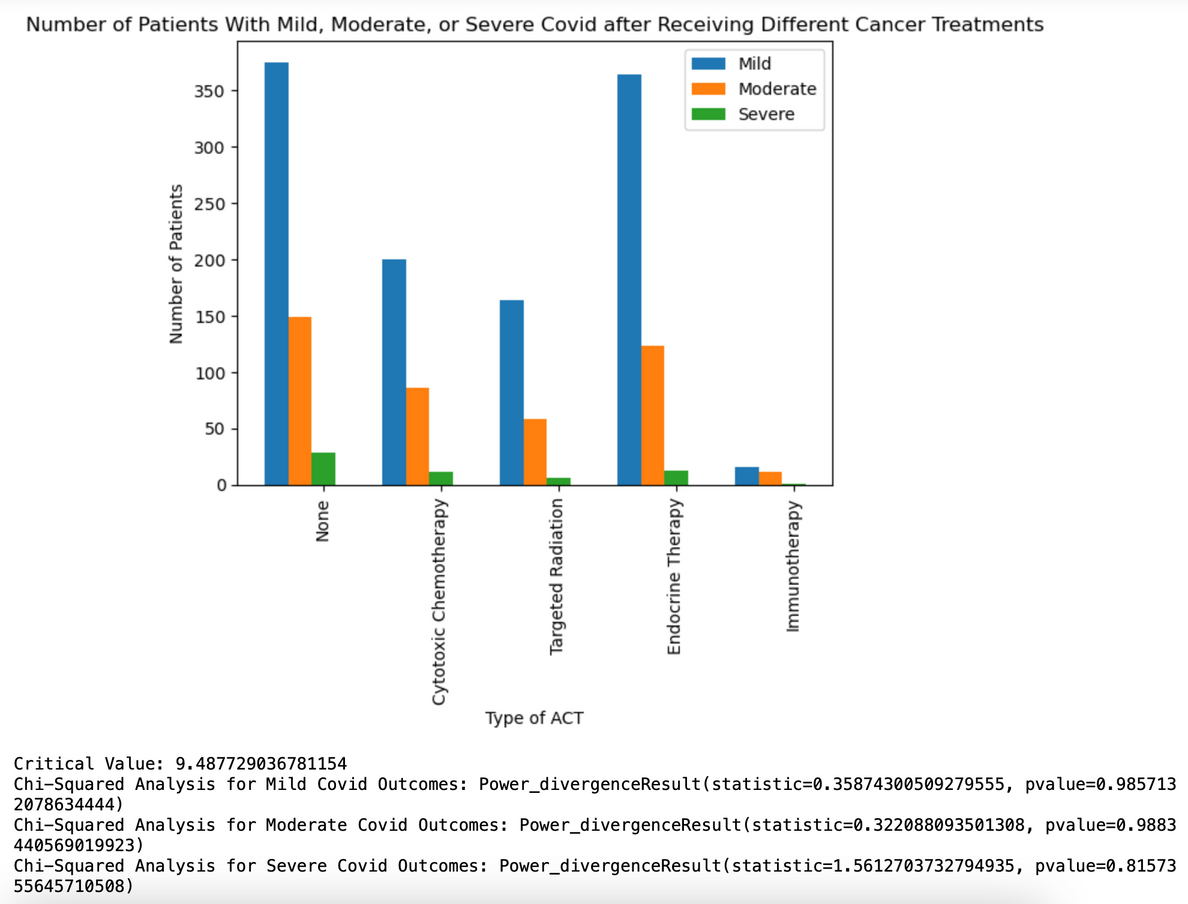 Number of Patients With Mild, Moderate, or Severe Covid after Receiving Different Cancer Treatments
Mild
Moderate
Severe
350
300
250
200
150
100
50
0
Number of Patients
None
Cytotoxic Chemotherapy
Targeted Radiation
Endocrine Therapy
Immunotherapy
Type of ACT
Critical Value: 9.487729036781154
Chi-Squared Analysis for Mild Covid Outcomes: Power_divergenceResult(statistic=0.35874300509279555, pvalue=0.985713
2078634444)
Chi-Squared Analysis for Moderate Covid Outcomes: Power_divergenceResult(statistic=0.322088093501308, pvalue=0.9883
440569019923)
Chi-Squared Analysis for Severe Covid Outcomes: Power_divergenceResult(statistic=1.5612703732794935, pvalue=0.81573
55645710508)